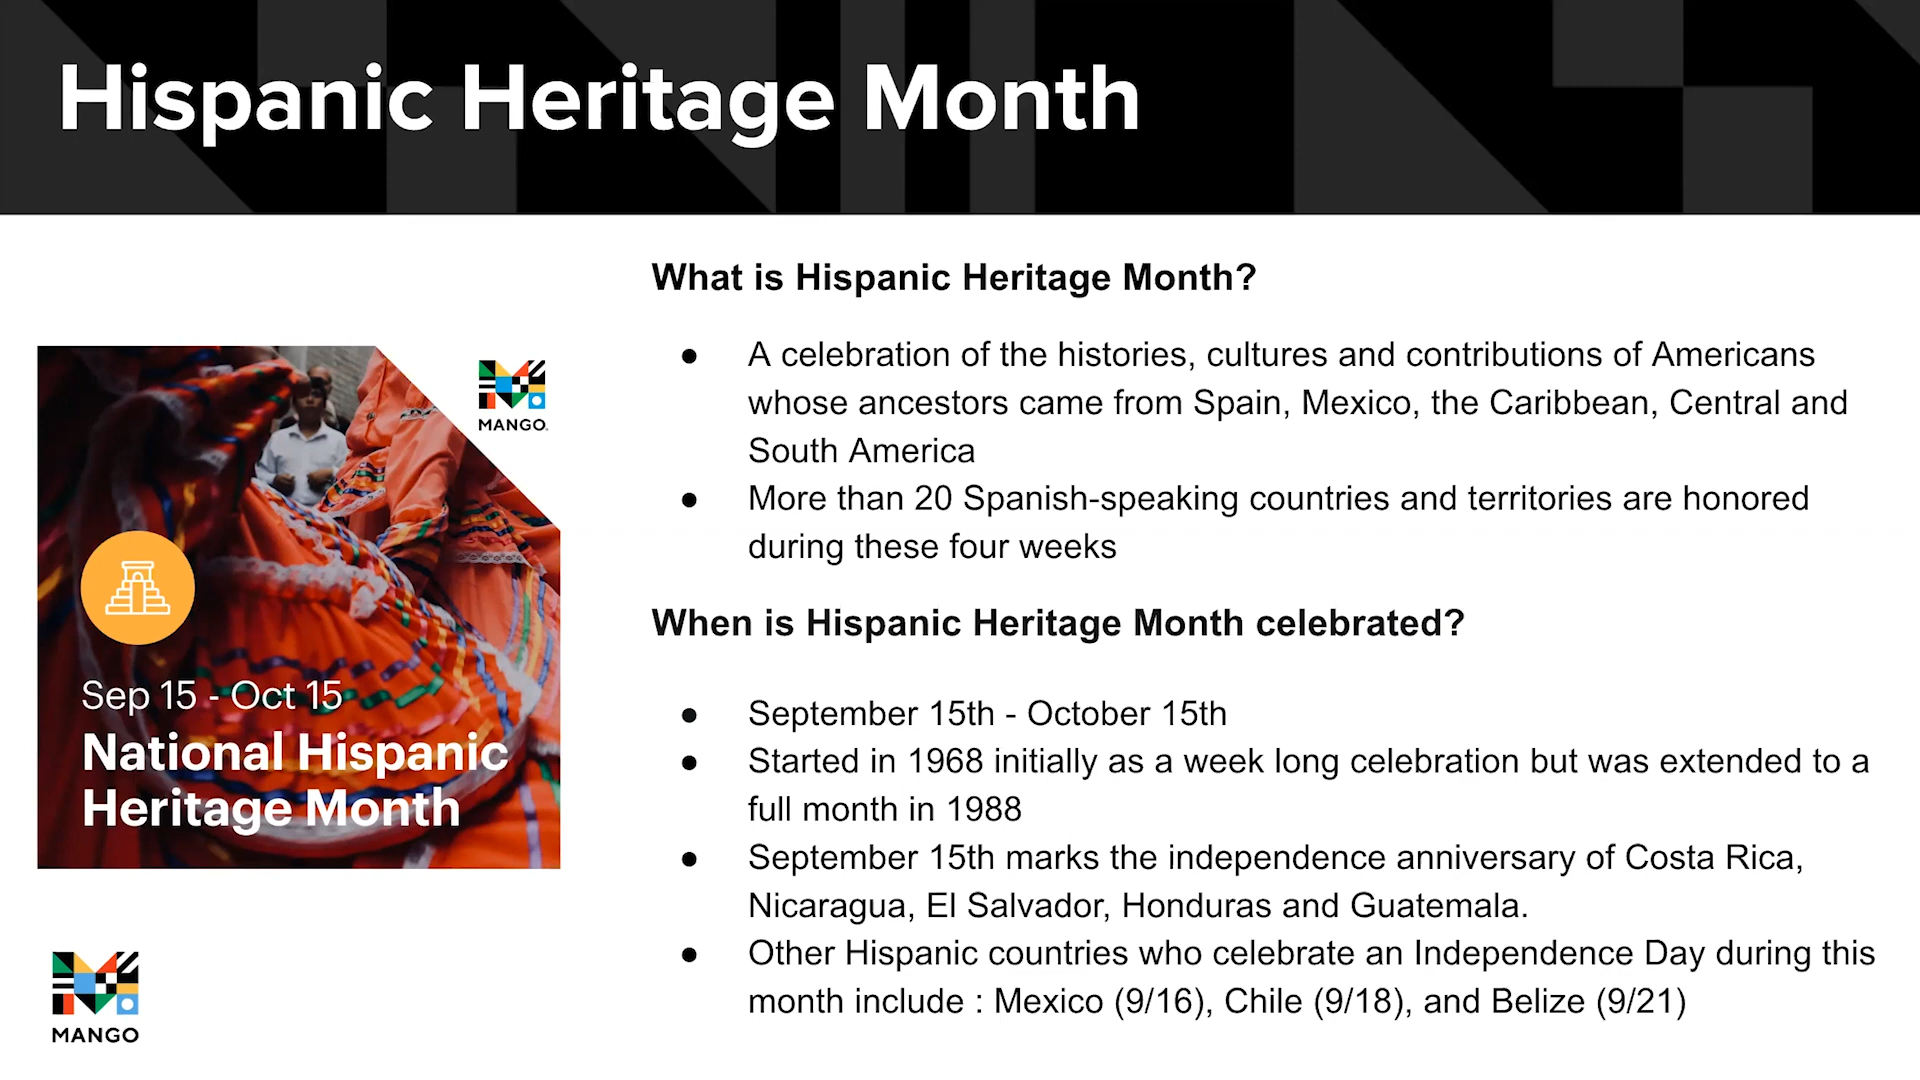 Hispanic Heritage Month
MANGO
Sep 15 - Oct 15
National Hispanic
Heritage Month
MANGO
What is Hispanic Heritage Month?
● A celebration of the histories, cultures and contributions of Americans
whose ancestors came from Spain, Mexico, the Caribbean, Central and
South America
● More than 20 Spanish-speaking countries and territories are honored
during these four weeks
When is Hispanic Heritage Month celebrated?
● September 15th - October 15th
● Started in 1968 initially as a week long celebration but was extended to a
full month in 1988
● September 15th marks the independence anniversary of Costa Rica,
Nicaragua, El Salvador, Honduras and Guatemala.
● Other Hispanic countries who celebrate an Independence Day during this
month include : Mexico (9/16), Chile (9/18), and Belize (9/21)